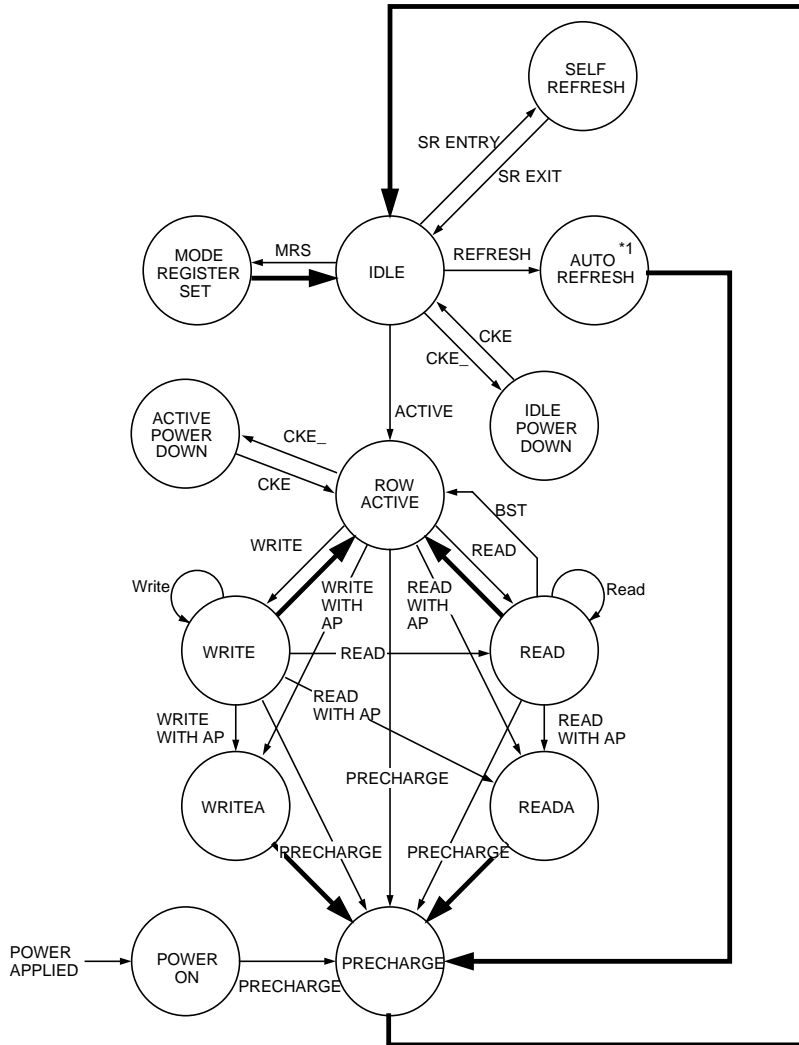 SELF
REFRESH
SR ENTRY
SR EXIT
MODE
REGISTER
SET
MRS
IDLE
REFRESH
*1
AUTO
REFRESH
CKE
CKE_
IDLE
POWER
DOWN
ACTIVE
ACTIVE
POWER
DOWN
CKE_
CKE
ROW
ACTIVE
BST
WRITE
READ
Write
WRITE
WITH
AP
READ
WITH
AP
Read
WRITE
READ
READ
READ
WITH AP
WRITE
WITH AP
READ
WITH AP
WRITEA
PRECHARGE
READA
PRECHARGE
PRECHARGE
POWER
APPLIED
POWER
ON
PRECHARGE
PRECHARGE